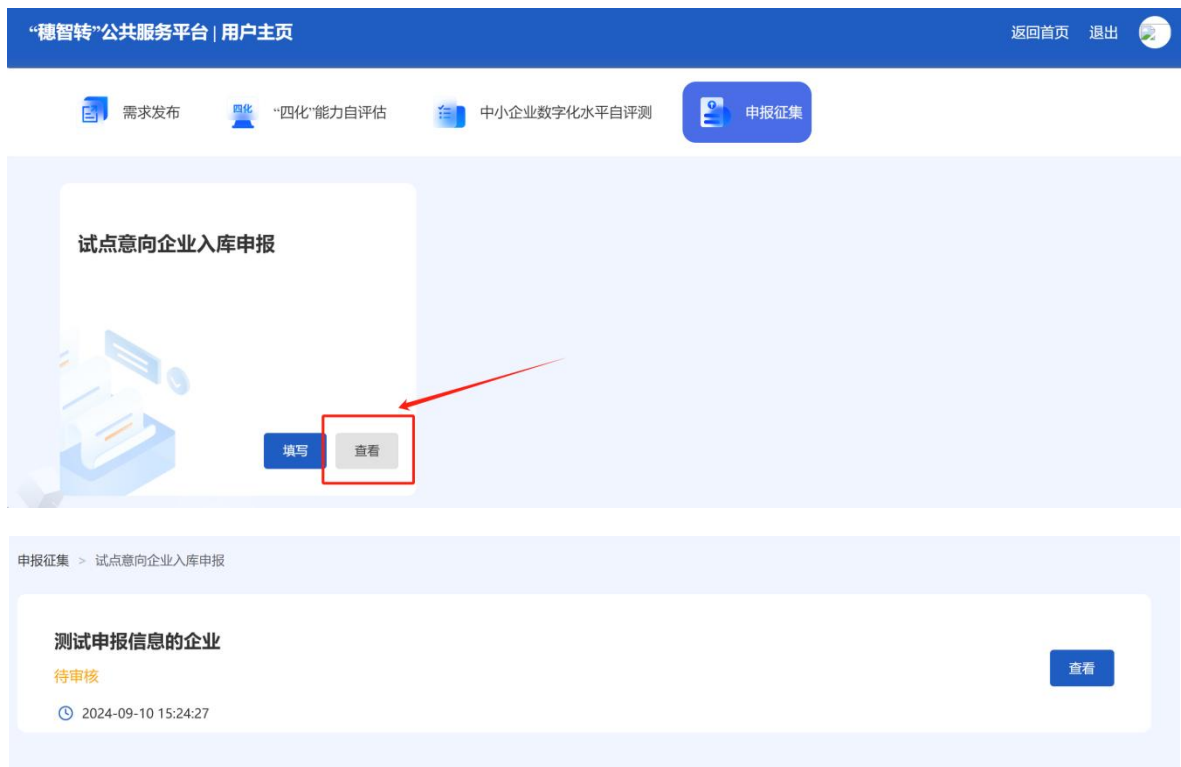 “穗智转”公共服务平台 | 用户主页 返回首页 退出
需求发布 四化 “四化”能力自评估 中小企业数字化水平自评测 申报征集
试点意向企业入库申报
填写 查看
申报征集 > 试点意向企业入库申报
测试申报信息的企业
待审核 查看
2024-09-10 15:24:27